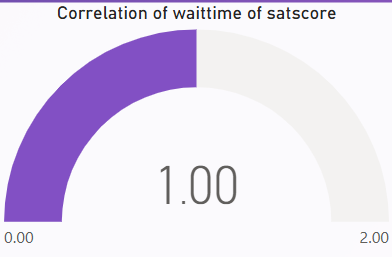 Correlation of waittime of satscore
1.00
0.00
2.00